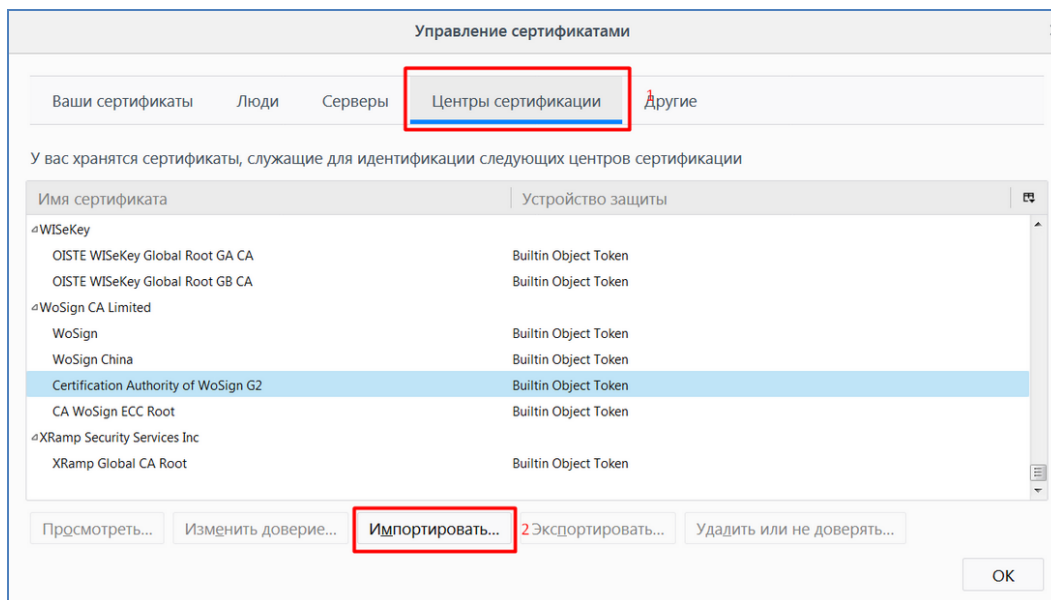 Управление сертификатами
Ваши сертификаты Люди Серверы Центры сертификации 1 Другие
У вас хранятся сертификаты, служащие для идентификации следующих центров сертификации
Имя сертификата Устройство защиты
WISeKey
OISTE WISeKey Global Root GA CA Builtin Object Token
OISTE WISeKey Global Root GB CA Builtin Object Token
WoSign CA Limited
WoSign Builtin Object Token
WoSign China Builtin Object Token
Certification Authority of WoSign G2 Builtin Object Token
CA WoSign ECC Root Builtin Object Token
XRamp Security Services Inc
XRamp Global CA Root Builtin Object Token
Просмотреть... Изменить доверие... Импортировать... 2 Экспортировать... Удалить или не доверять...
ОК